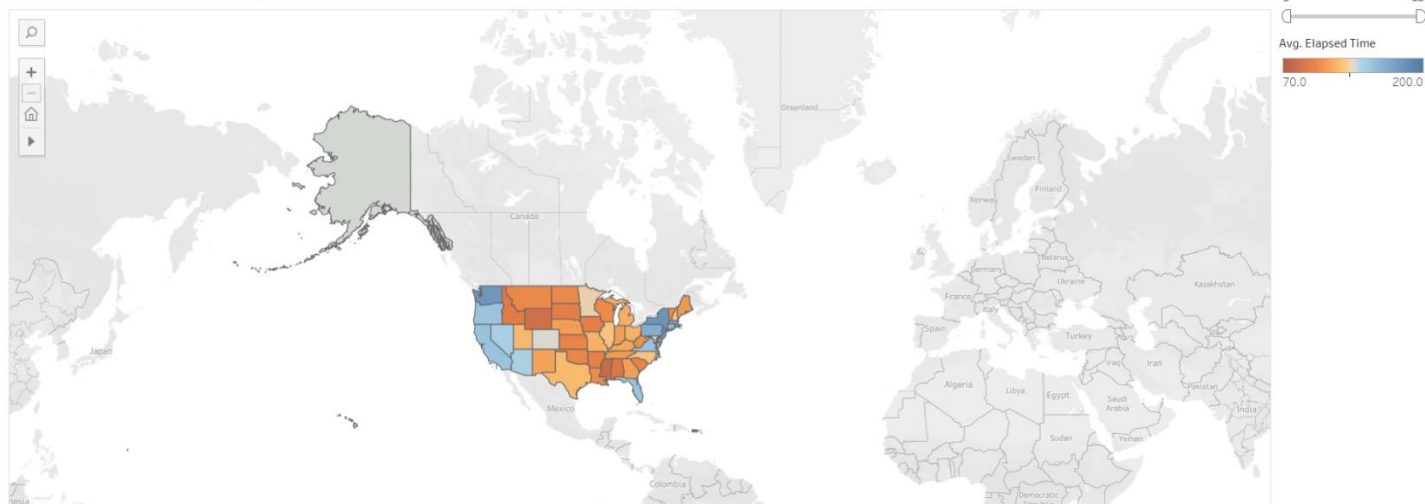 Avg. Elapsed Time
70.0 200.0
Greenland
Sweden
Finland
Norway
Canada
Belarus
Germany
Ukraine
Kazakhstan
France
Italy
Spain
Turkey
Japan
Iraq
Iran
Algeria
Libya
Egypt
Pakistan
Saudi
Arabia
India
Mexico
Sudan
Yemen
Colombia
Democratic